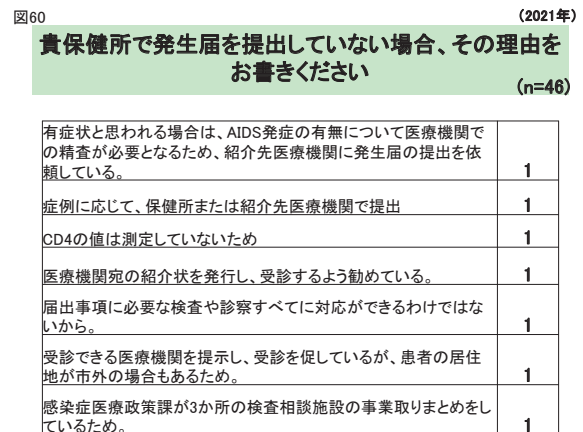 図60
(2021年)
貴保健所で発生届を提出していない場合、その理由を
お書きください
(n=46)
有症状と思われる場合は、AIDS発症の有無について医療機関で
の精査が必要となるため、紹介先医療機関に発生届の提出を依
頼している。
1
症例に応じて、保健所または紹介先医療機関で提出
1
CD4の値は測定していないため
1
医療機関宛の紹介状を発行し、受診するよう勧めている。
1
届出事項に必要な検査や診察すべてに対応ができるわけではな
いから。
1
受診できる医療機関を提示し、受診を促しているが、患者の居住
地が市外の場合もあるため。
1
感染症医療政策課が3か所の検査相談施設の事業取りまとめをし
ているため。
1